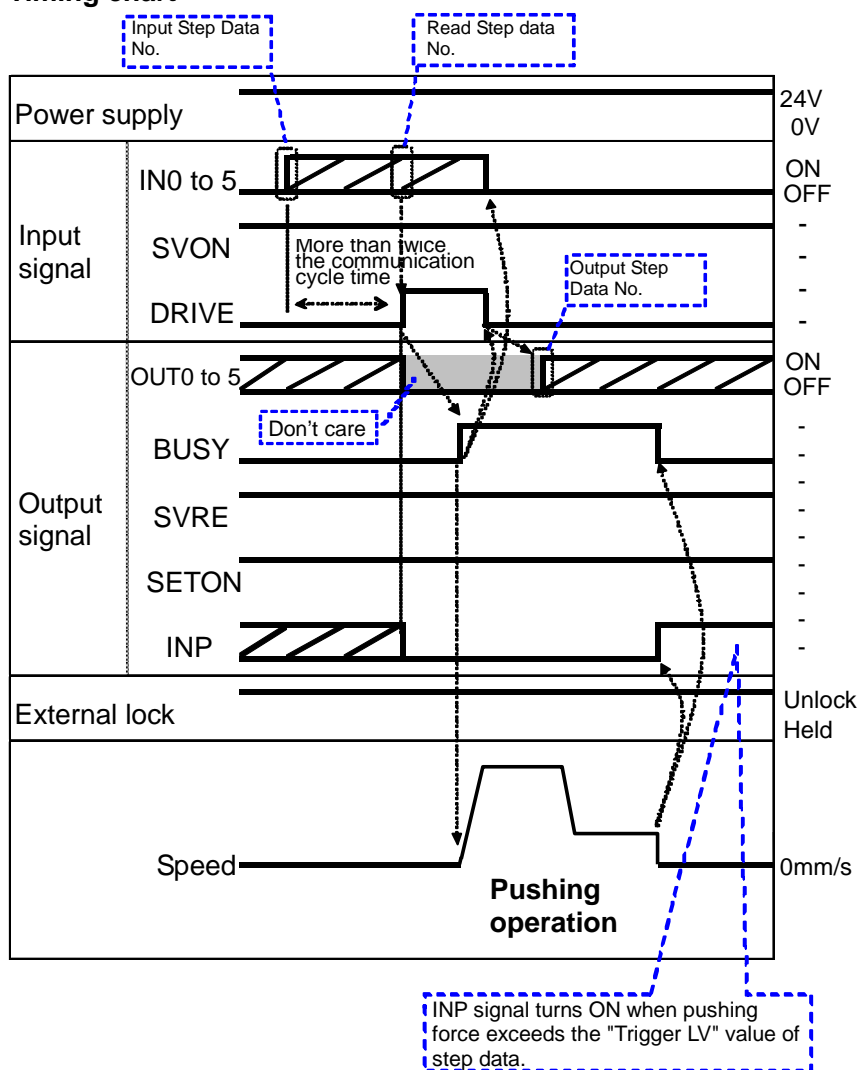 Input Step Data
No.
Read Step data
No.
Power supply
24V
0V
Input
signal
IN0 to 5
ON
OFF
SVON
-
-
More than twice
the communication
cycle time
Output Step
Data No.
DRIVE
-
-
Output
signal
OUT0 to 5
ON
OFF
Don't care
BUSY
-
-
SVRE
-
-
SETON
-
-
INP
-
-
External lock
Unlock
Held
Speed
0mm/s
Pushing
operation
INP signal turns ON when pushing
force exceeds the "Trigger LV" value of
step data.